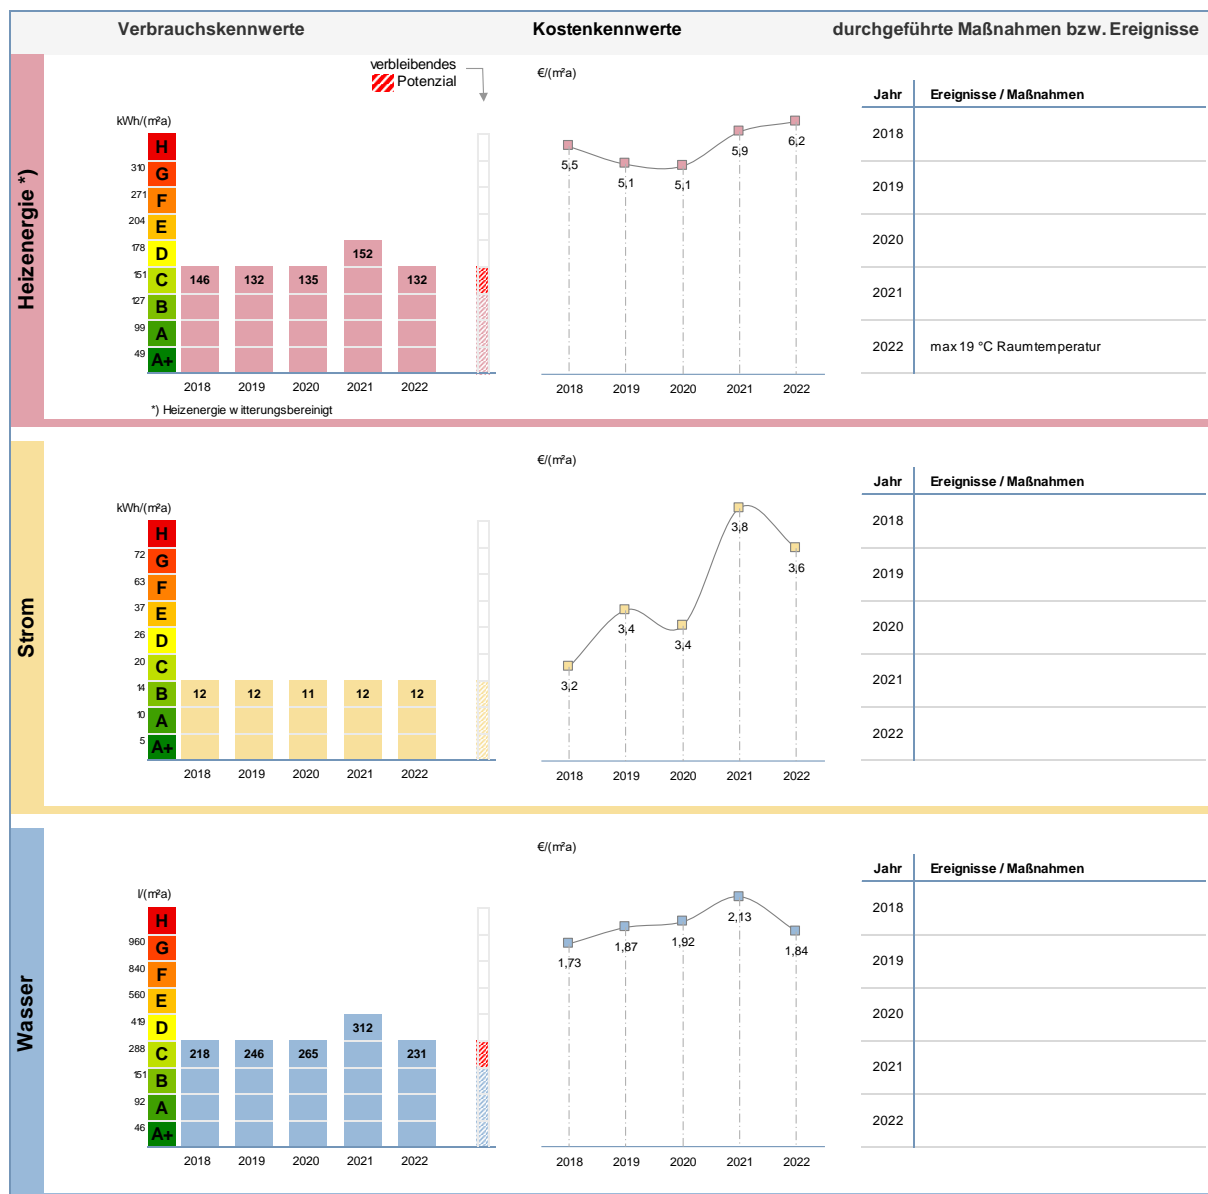 Verbrauchskennwerte
Kostenkennwerte
durchgeführte Maßnahmen bzw. Ereignisse
Heizenergie *)
verbleibendes
Potenzial
kWh/(m²a)
H
310
G
271
F
204
E
178
D
151
C
127
B
99
A
49
A+
146
132
135
152
132
2018
2019
2020
2021
2022
*) Heizenergie witterungsbereinigt
€/(m²a)
5,5
5,1
5,1
5,9
6,2
2018
2019
2020
2021
2022
Jahr Ereignisse / Maßnahmen
2018
2019
2020
2021
2022 max 19 °C Raumtemperatur
Strom
kWh/(m²a)
H
72
G
63
F
37
E
26
D
20
C
14
B
10
A
5
A+
12
12
11
12
12
2018
2019
2020
2021
2022
€/(m²a)
3,2
3,4
3,4
3,8
3,6
2018
2019
2020
2021
2022
Jahr Ereignisse / Maßnahmen
2018
2019
2020
2021
2022
Wasser
l/(m²a)
H
960
G
840
F
560
E
419
D
288
C
151
B
92
A
46
A+
218
246
265
312
231
2018
2019
2020
2021
2022
€/(m²a)
1,73
1,87
1,92
2,13
1,84
2018
2019
2020
2021
2022
Jahr Ereignisse / Maßnahmen
2018
2019
2020
2021
2022